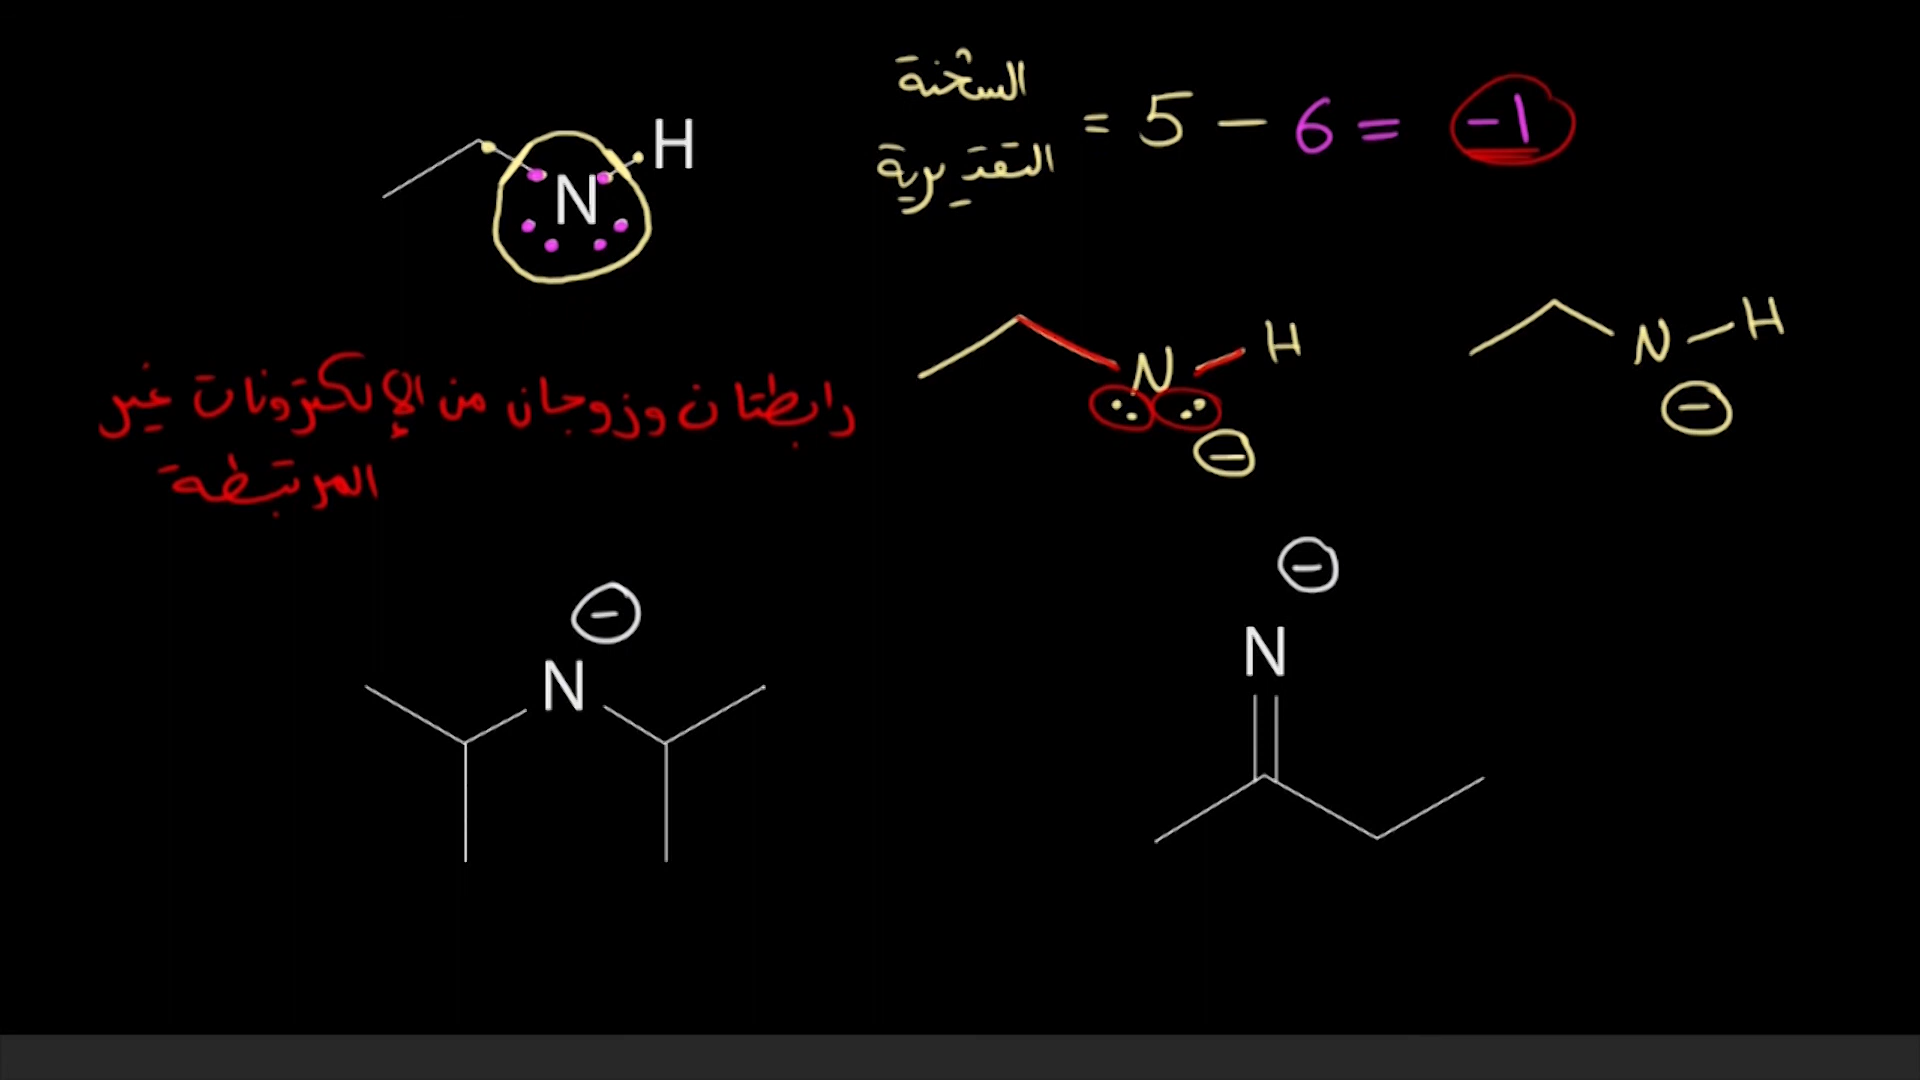 السحنة
التقديرية
= 5 − 6 = −1
N H
N H
N H
رابطتان وزوجان من الإلكترونات غير
المرتبطة
N
N